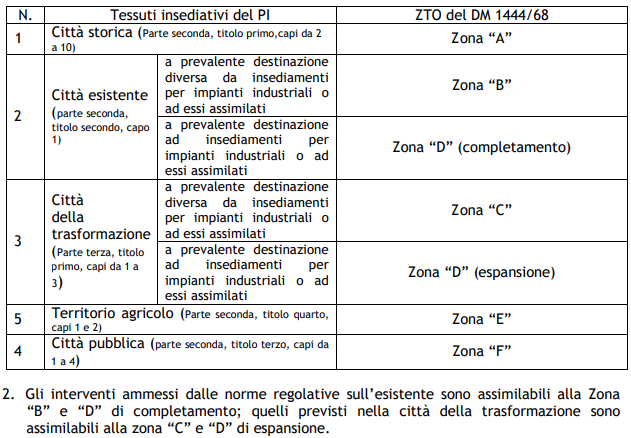 N. Tessuti insediativi del PI ZTO del DM 1444/68
1 Città storica (Parte seconda, titolo primo,capi da 2
a 10) Zona “A”
2 Città esistente
(parte seconda,
titolo secondo, capo
1)
a prevalente destinazione
diversa da insediamenti
per impianti industriali o
ad essi assimilati
Zona “B”
a prevalente destinazione
ad insediamenti per
impianti industriali o ad
essi assimilati
Zona “D” (completamento)
3 Città
della
trasformazione
(Parte terza, titolo
primo, capi da 1 a
3)
a prevalente destinazione
diversa da insediamenti
per impianti industriali o
ad essi assimilati
Zona “C”
a prevalente destinazione
ad insediamenti per
impianti industriali o ad
essi assimilati
Zona “D” (espansione)
5 Territorio agricolo (Parte seconda, titolo quarto,
capi 1 e 2) Zona “E”
4 Città pubblica (parte seconda, titolo terzo, capi da
1 a 4) Zona “F”
2. Gli interventi ammessi dalle norme regolative sull’esistente sono assimilabili alla Zona
“B” e “D” di completamento; quelli previsti nella città della trasformazione sono
assimilabili alla zona “C” e “D” di espansione.